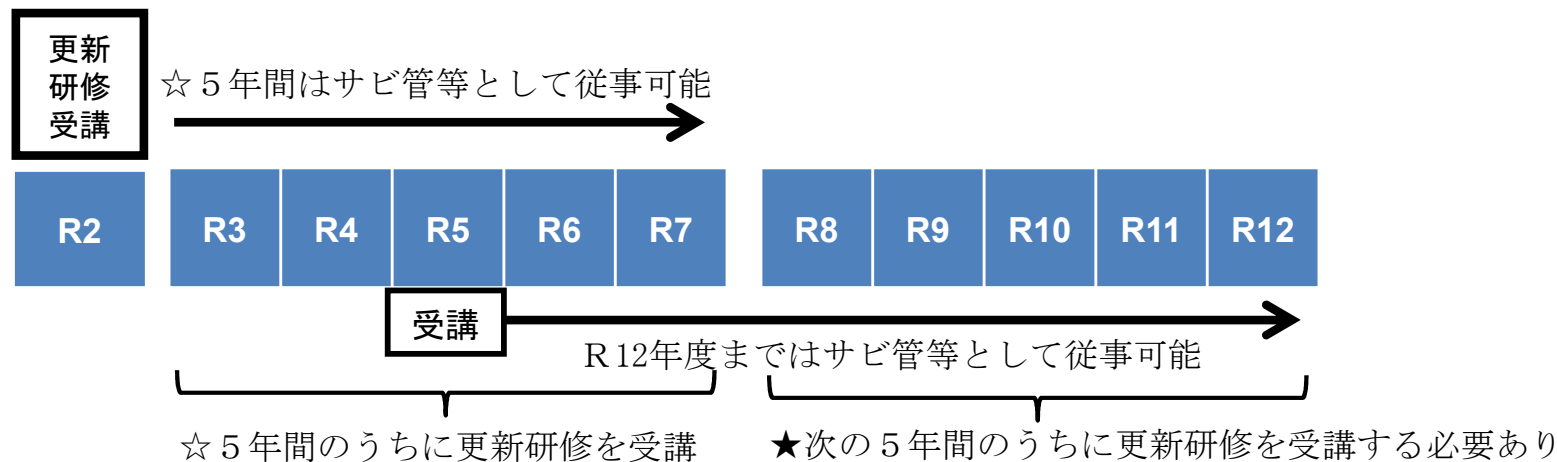 更新
研修
受講
☆５年間はサビ管等として従事可能
R2 R3 R4 R5 R6 R7 R8 R9 R10 R11 R12
受講
Ｒ12年度まではサビ管等として従事可能
☆５年間のうちに更新研修を受講 ★次の５年間のうちに更新研修を受講する必要あり